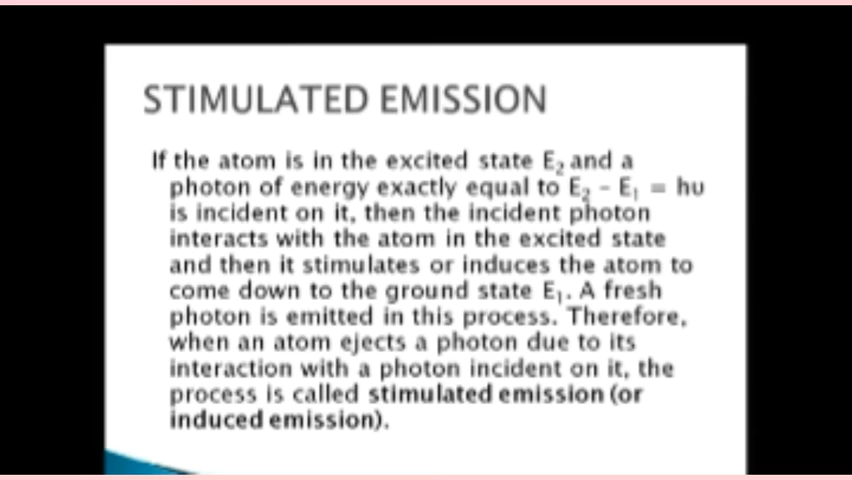 STIMULATED EMISSION
If the atom is in the excited state E₂ and a
photon of energy exactly equal to E₂ - E₁ = hυ
is incident on it, then the incident photon
interacts with the atom in the excited state
and then it stimulates or induces the atom to
come down to the ground state E₁. A fresh
photon is emitted in this process. Therefore,
when an atom ejects a photon due to its
interaction with a photon incident on it, the
process is called stimulated emission (or
induced emission).